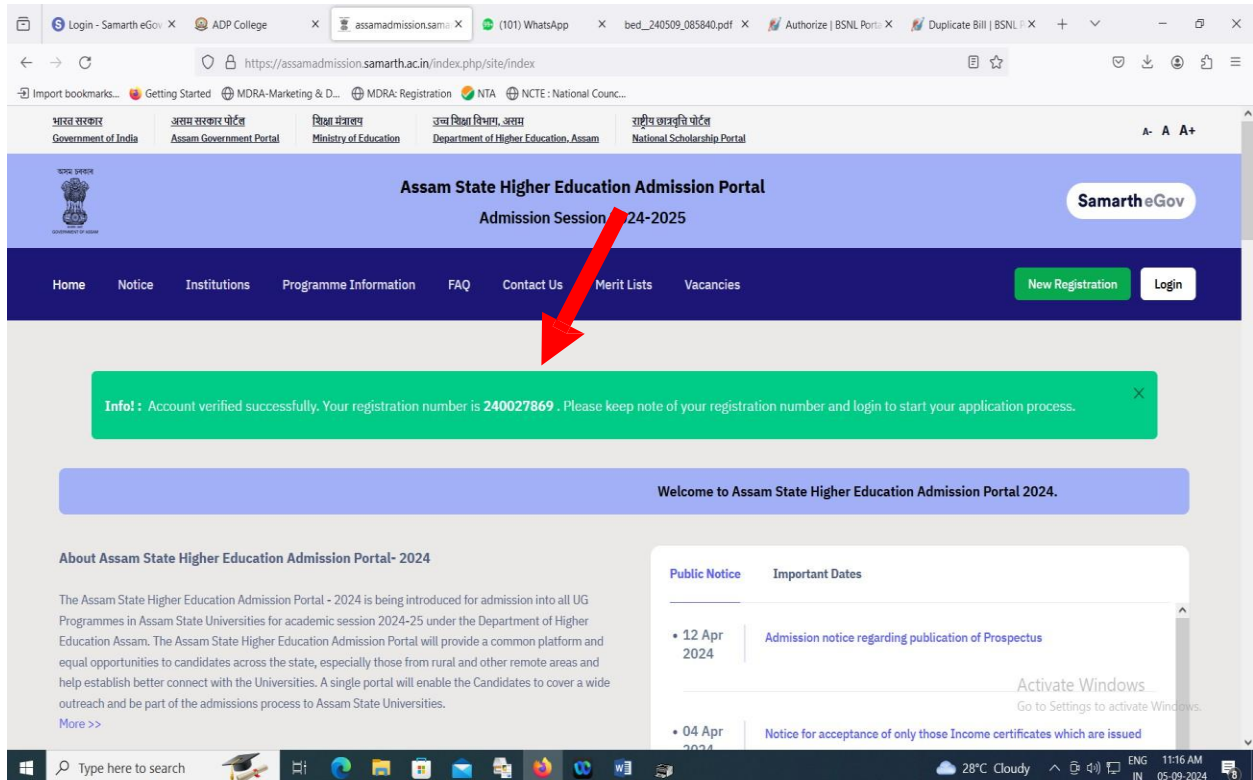 Login - Samarth eGov
ADP College
assamadmission.sama
(101) WhatsApp
bed_240509_085840.pdf
Authorize | BSNL Porta
Duplicate Bill | BSNL P
https://assamadmission.samarth.ac.in/index.php/site/index
Import bookmarks...
Getting Started
MDRA-Marketing & D...
MDRA: Registration
NTA
NCTE : National Counc...
भारत सरकार
Government of India
असम सरकार पोर्टल
Assam Government Portal
शिक्षा मंत्रालय
Ministry of Education
उच्च शिक्षा विभाग, असम
Department of Higher Education, Assam
राष्ट्रीय छात्रवृत्ति पोर्टल
National Scholarship Portal
A- A A+
Assam State Higher Education Admission Portal
Admission Session 2024-2025
Samarth eGov
Home
Notice
Institutions
Programme Information
FAQ
Contact Us
Merit Lists
Vacancies
New Registration
Login
Info! : Account verified successfully. Your registration number is 240027869 . Please keep note of your registration number and login to start your application process.
Welcome to Assam State Higher Education Admission Portal 2024.
About Assam State Higher Education Admission Portal- 2024
The Assam State Higher Education Admission Portal - 2024 is being introduced for admission into all UG
Programmes in Assam State Universities for academic session 2024-25 under the Department of Higher
Education Assam. The Assam State Higher Education Admission Portal will provide a common platform and
equal opportunities to candidates across the state, especially those from rural and other remote areas and
help establish better connect with the Universities. A single portal will enable the Candidates to cover a wide
outreach and be part of the admissions process to Assam State Universities.
More >>
Public Notice
Important Dates
• 12 Apr
2024
Admission notice regarding publication of Prospectus
• 04 Apr
2024
Notice for acceptance of only those Income certificates which are issued
Activate Windows
Go to Settings to activate Windows.
Type here to search
28°C Cloudy
ENG
IN
11:16 AM
05-09-2024